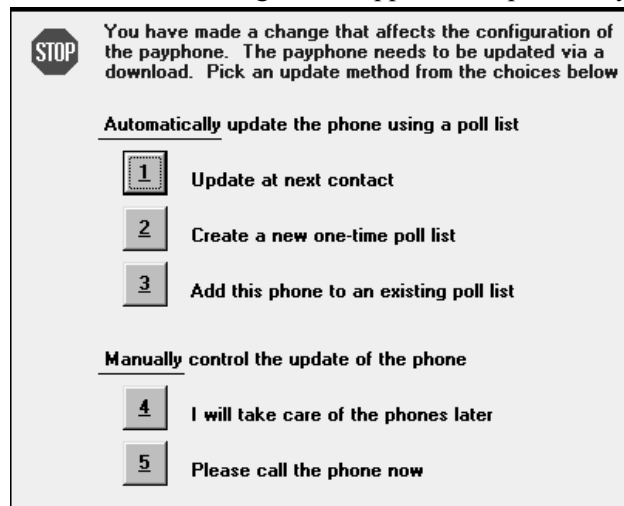 STOP
You have made a change that affects the configuration of
the payphone. The payphone needs to be updated via a
download. Pick an update method from the choices below
Automatically update the phone using a poll list
1 Update at next contact
2 Create a new one-time poll list
3 Add this phone to an existing poll list
Manually control the update of the phone
4 I will take care of the phones later
5 Please call the phone now